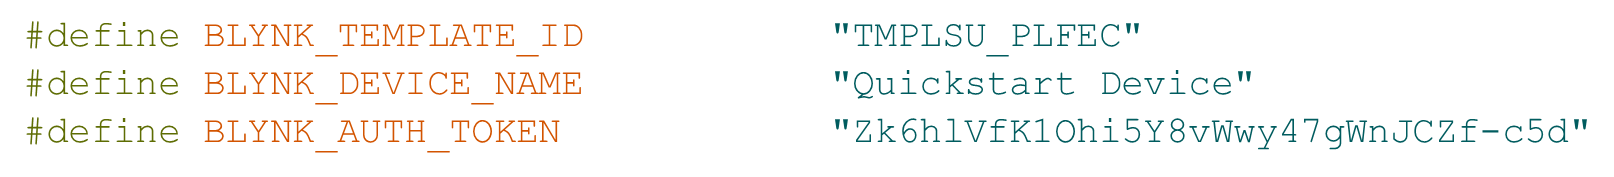 #define BLYNK_TEMPLATE_ID "TMPLSU_PLFEC"
#define BLYNK_DEVICE_NAME "Quickstart Device"
#define BLYNK_AUTH_TOKEN "Zk6hlVfK1Ohi5Y8vWwy47gWnJCZf-c5d"